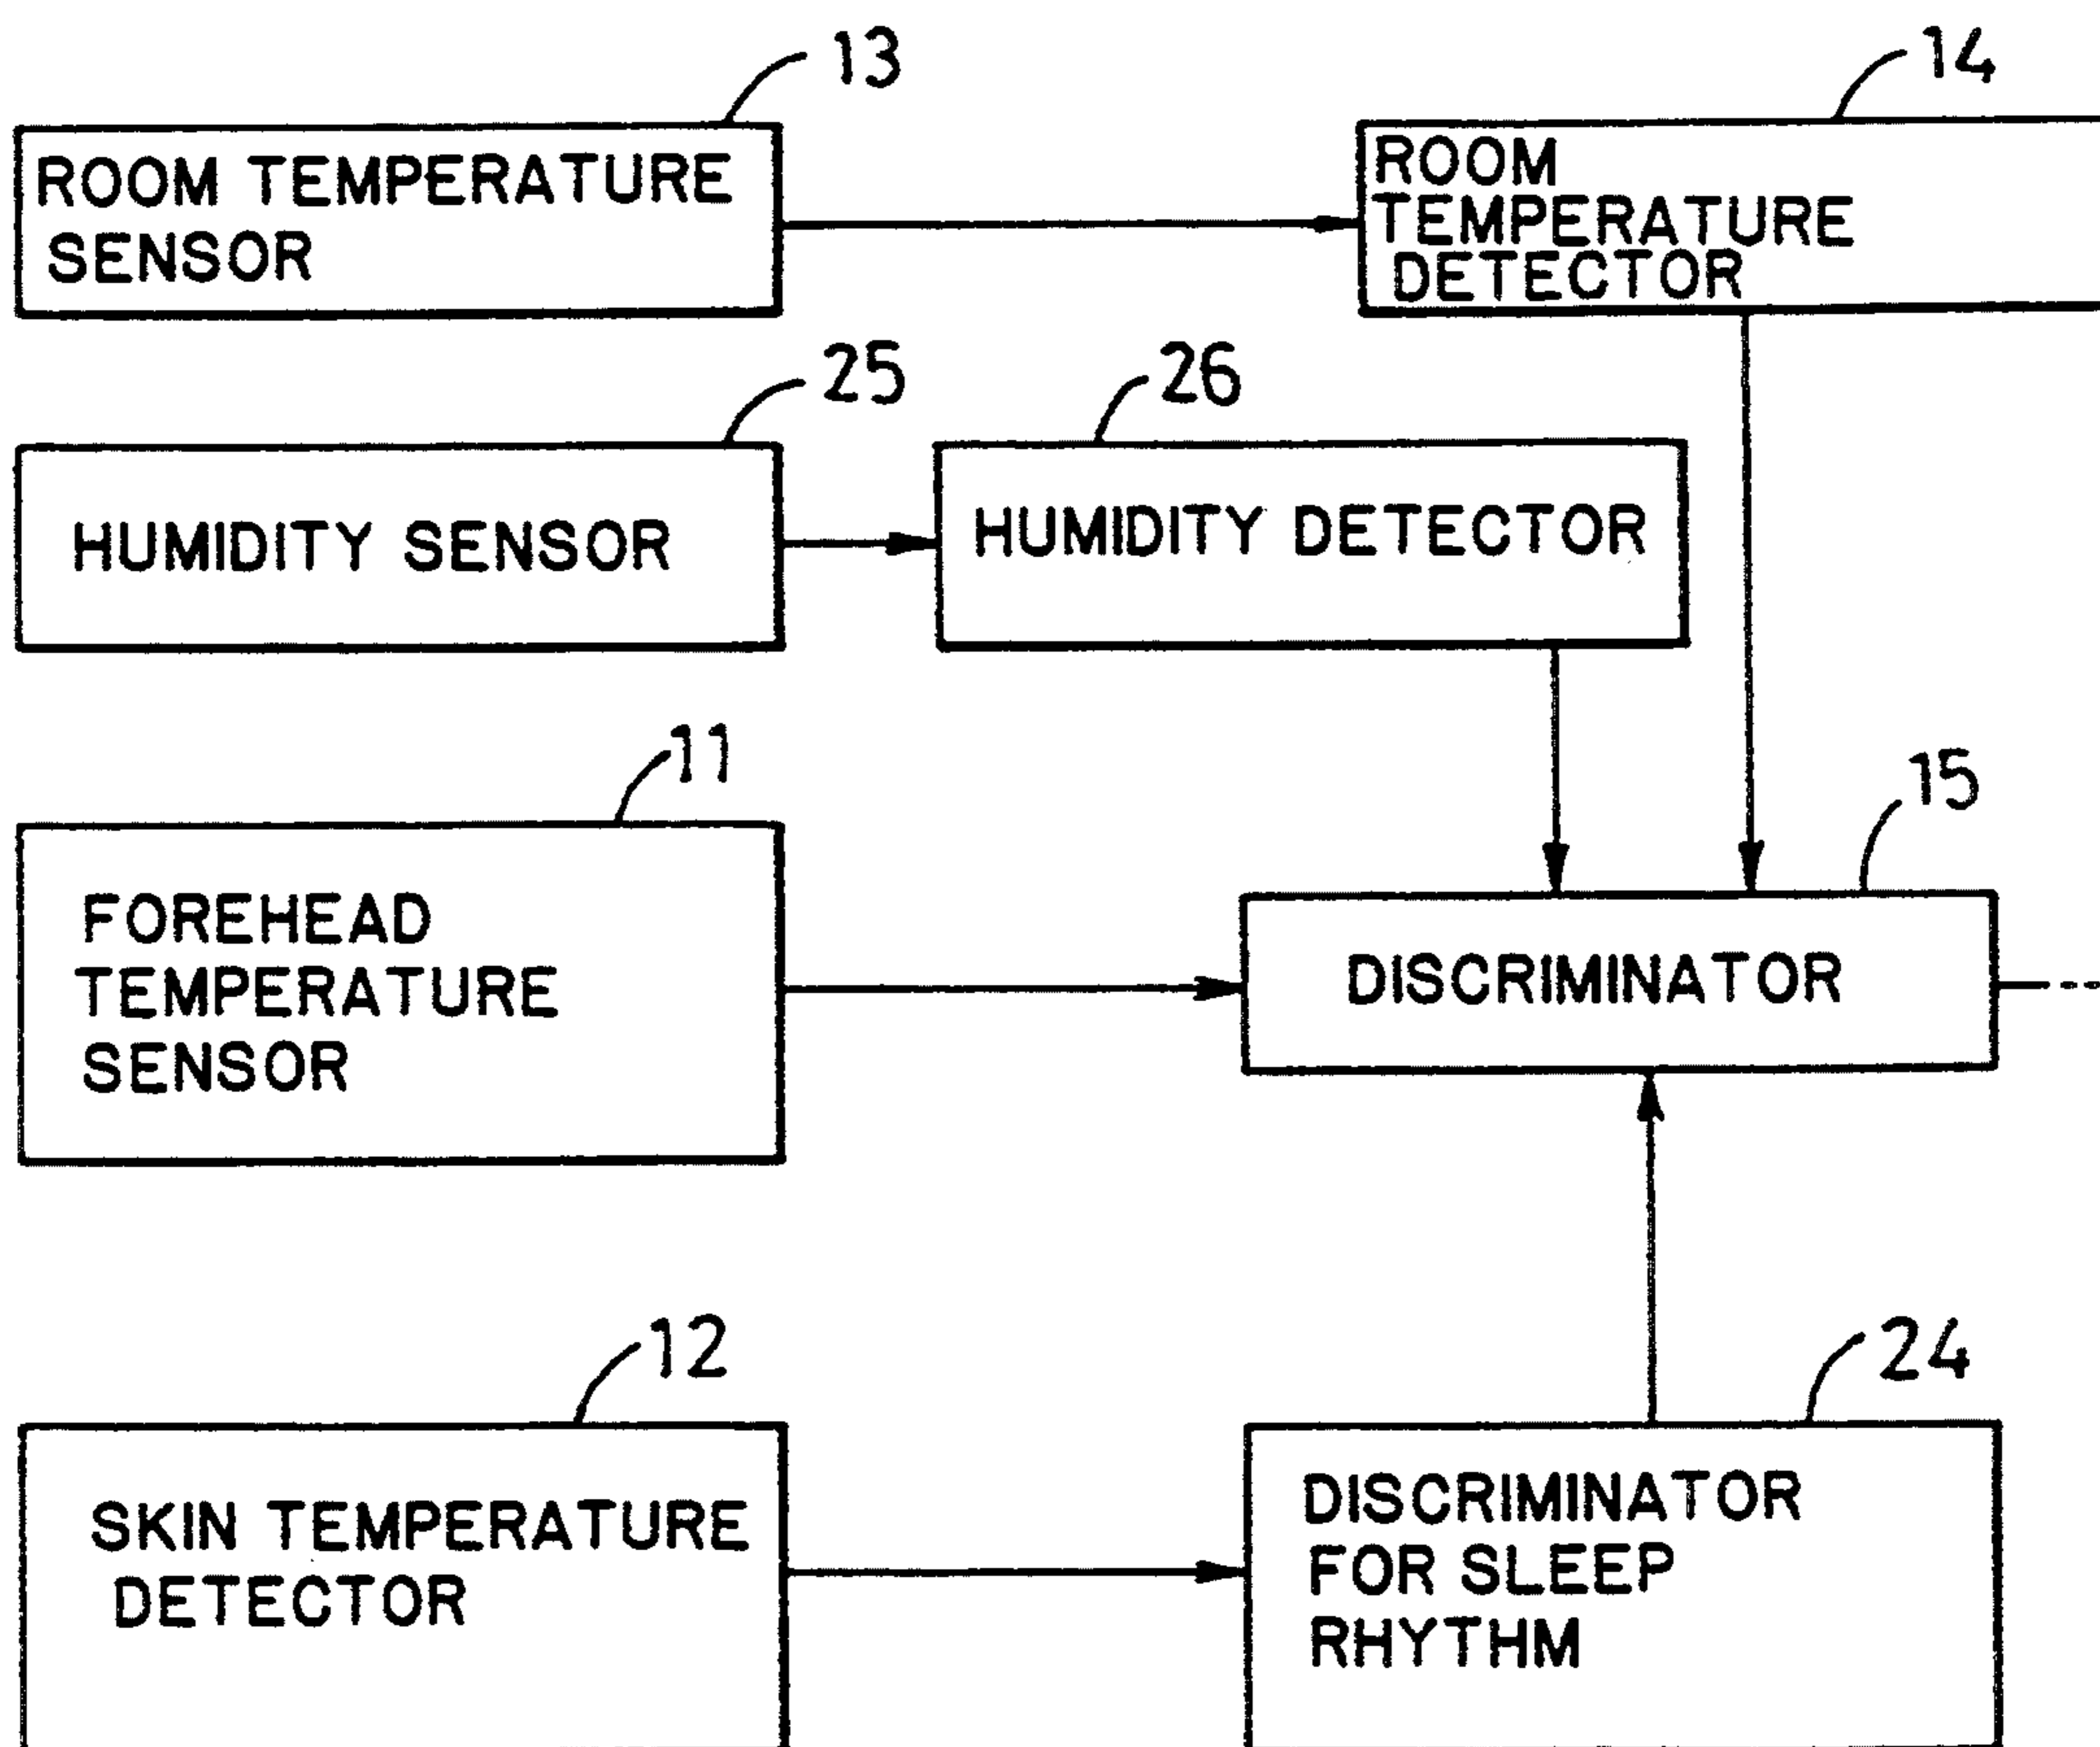 13
14
ROOM TEMPERATURE
SENSOR
ROOM
TEMPERATURE
DETECTOR
25
26
HUMIDITY SENSOR
HUMIDITY DETECTOR
11
15
FOREHEAD
TEMPERATURE
SENSOR
DISCRIMINATOR
12
24
SKIN TEMPERATURE
DETECTOR
DISCRIMINATOR
FOR SLEEP
RHYTHM